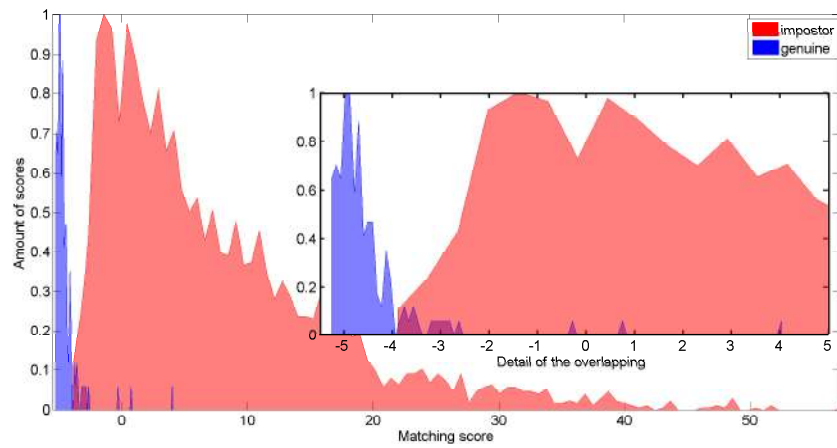 1
0.9
0.8
0.7
0.6
0.5
0.4
0.3
0.2
0.1
0
Amount of scores
impostor
genuine
1
0.8
0.6
0.4
0.2
0
-5 -4 -3 -2 -1 0 1 2 3 4 5
Detail of the overlapping
0 10 20 30 40 50
Matching score